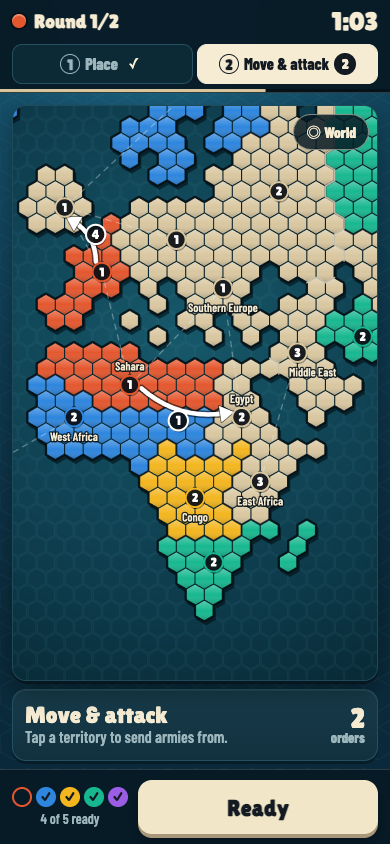 Round 1/2
1:03
1 Place ✓
2 Move & attack 2
World
2
1
4
1
1
1
Southern Europe
2
3
Middle East
Sahara
1
Egypt
2
1
2
West Africa
3
East Africa
2
Congo
2
Move & attack
Tap a territory to send armies from.
2
orders
4 of 5 ready
Ready